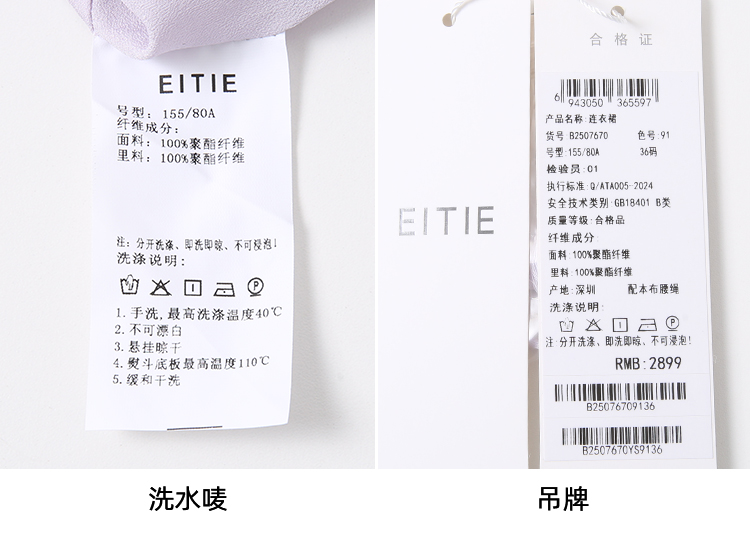 EITIE
号型: 155/80A
纤维成分:
面料: 100%聚酯纤维
里料: 100%聚酯纤维
注: 分开洗涤、即洗即晾、不可浸泡!
洗涤说明:
1.手洗,最高洗涤温度40℃
2.不可漂白
3.悬挂晾干
4.熨斗底板最高温度110℃
5.缓和干洗
洗水唛
EITIE
合格证
6 943050 365597
产品名称:连衣裙
货号 B2507670 色号:91
号型:155/80A 36码
检验员:01
执行标准:Q/ATA005-2024
安全技术类别:GB18401 B类
质量等级:合格品
纤维成分:
面料:100%聚酯纤维
里料:100%聚酯纤维
产地:深圳 配本布腰绳
洗涤说明:
注:分开洗涤、即洗即晾、不可浸泡!
RMB:2899
B25076709136
B2507670YS9136
吊牌